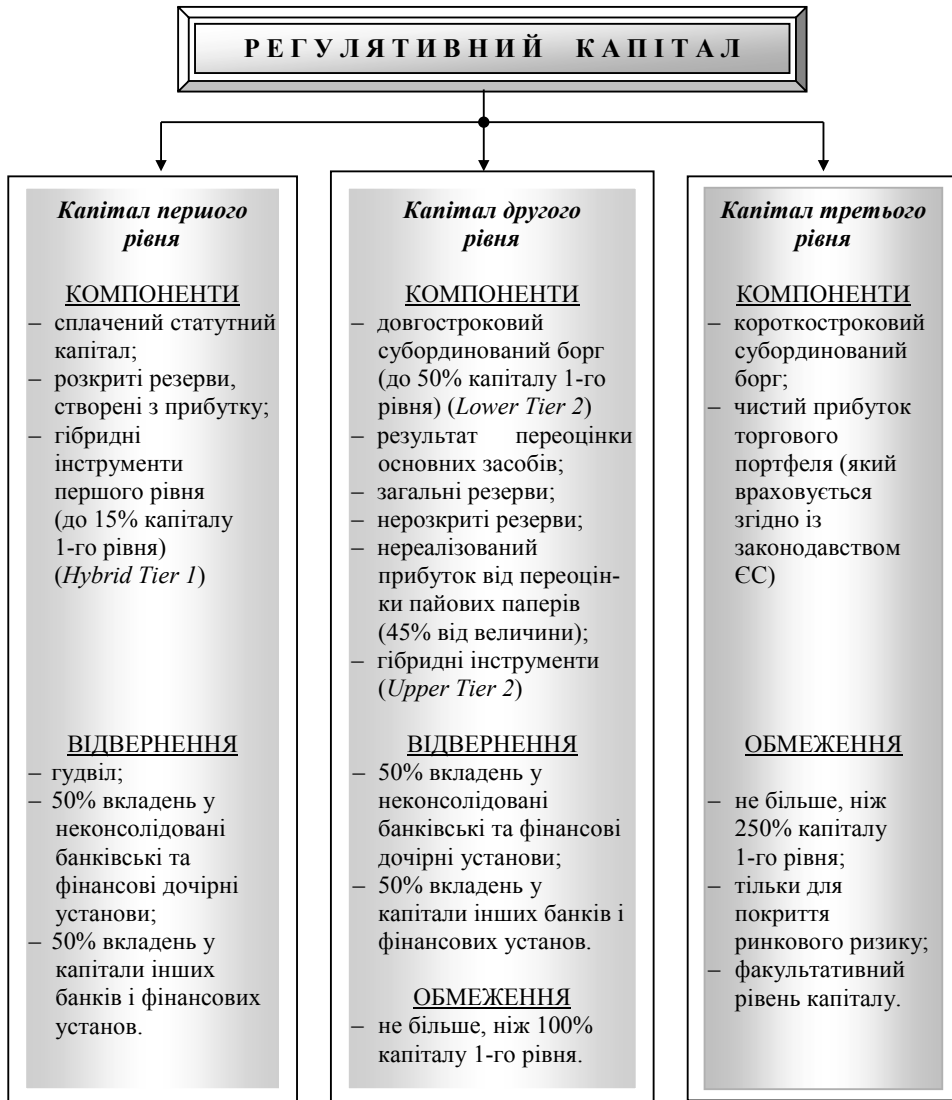 РЕГУЛЯТИВНИЙ КАПІТАЛ
Капітал першого
рівня
КОМПОНЕНТИ
– сплачений статутний
капітал;
– розкриті резерви,
створені з прибутку;
– гібридні
інструменти
першого рівня
(до 15% капіталу
1-го рівня)
(Hybrid Tier 1)
ВІДВЕРНЕННЯ
– гудвіл;
– 50% вкладень у
неконсолідовані
банківські та
фінансові дочірні
установи;
– 50% вкладень у
капітали інших
банків і фінансових
установ.
Капітал другого
рівня
КОМПОНЕНТИ
– довгостроковий
субординований борг
(до 50% капіталу 1-го
рівня) (Lower Tier 2)
– результат переоцінки
основних засобів;
– загальні резерви;
– нерозкриті резерви;
– нереалізований
прибуток від переоцін-
ки пайових паперів
(45% від величини);
– гібридні інструменти
(Upper Tier 2)
ВІДВЕРНЕННЯ
– 50% вкладень у
неконсолідовані
банківські та фінансові
дочірні установи;
– 50% вкладень у
капітали інших банків і
фінансових установ.
ОБМЕЖЕННЯ
– не більше, ніж 100%
капіталу 1-го рівня.
Капітал третього
рівня
КОМПОНЕНТИ
– короткостроковий
субординований
борг;
– чистий прибуток
торгового
портфеля (який
враховується
згідно із
законодавством
ЄС)
ОБМЕЖЕННЯ
– не більше, ніж
250% капіталу
1-го рівня;
– тільки для
покриття
ринкового ризику;
– факультативний
рівень капіталу.